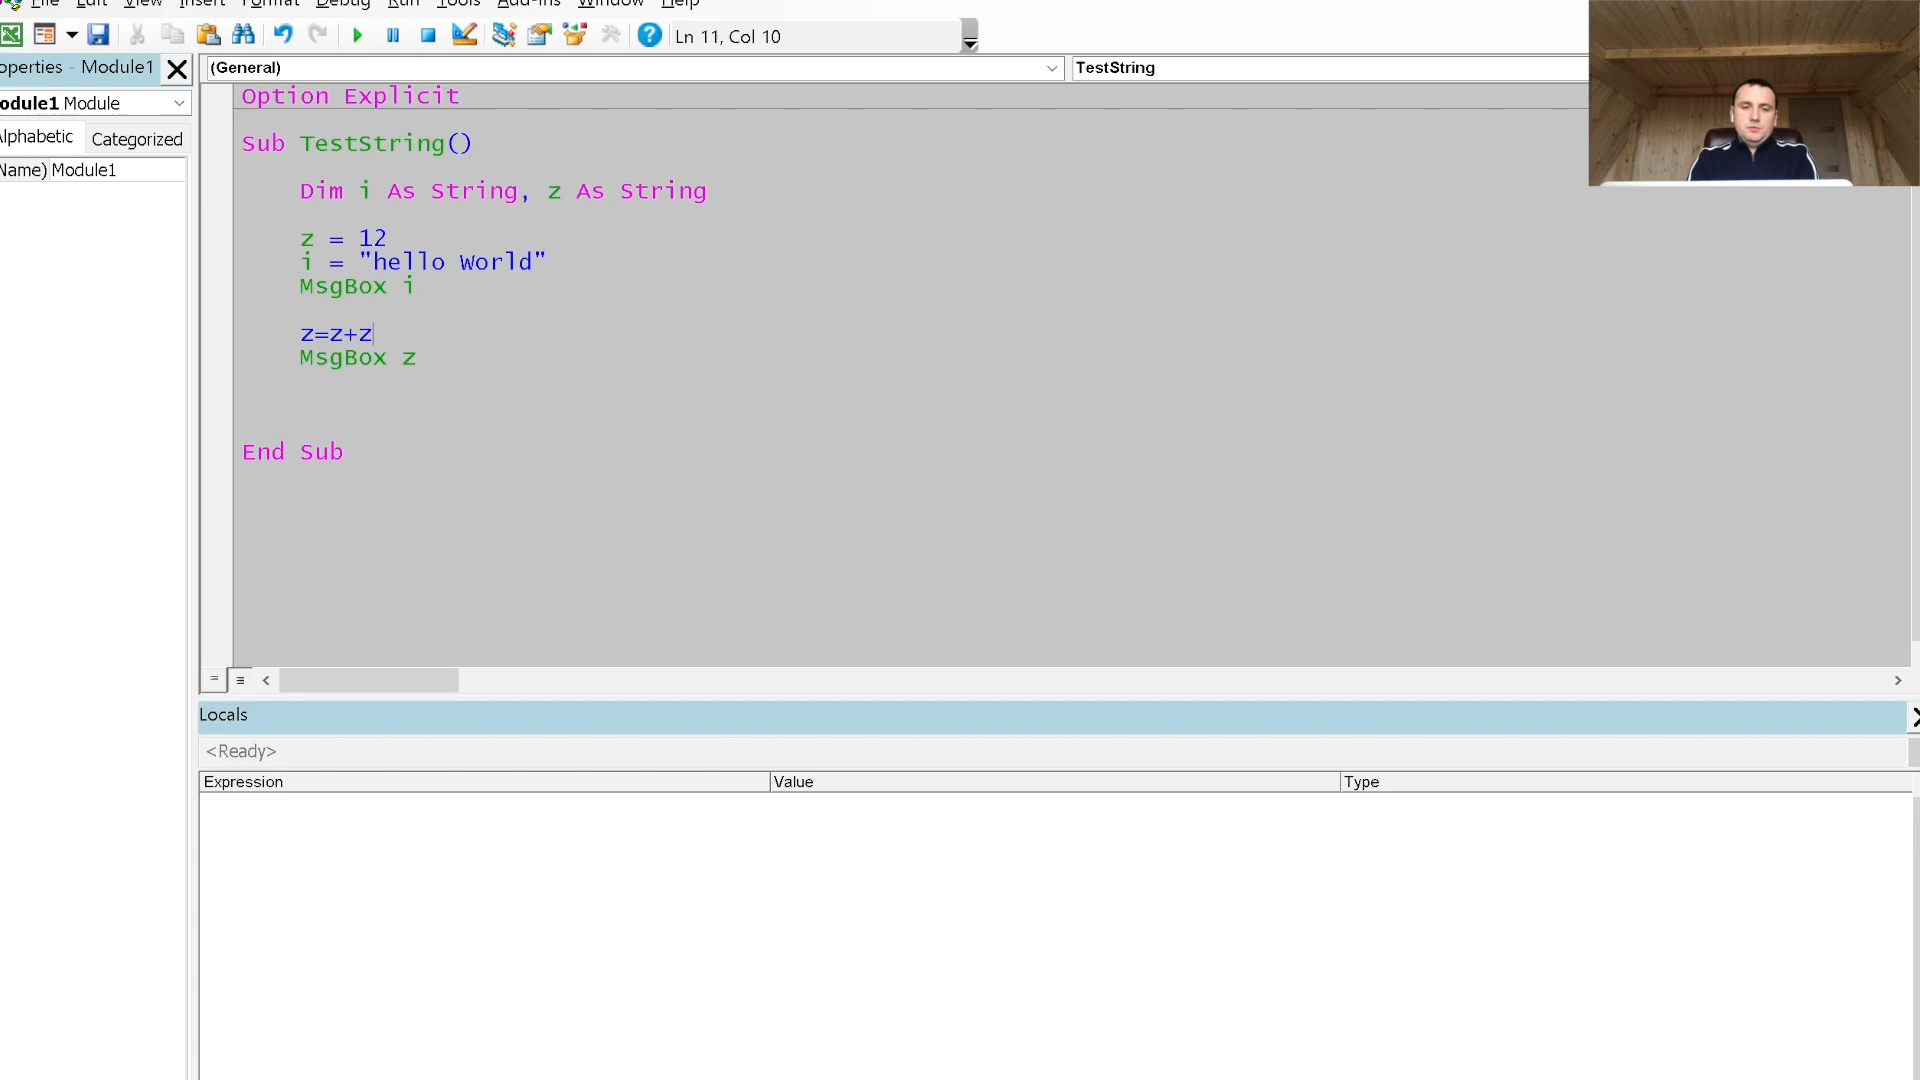 File Edit View Insert Format Debug Run Tools Add-Ins Window Help
Ln 11, Col 10
operties - Module1
(General) TestString
odule1 Module
Alphabetic Categorized
Name) Module1
Option Explicit
Sub TestString()
Dim i As String, z As String
z = 12
i = "hello World"
MsgBox i
z=z+z
MsgBox z
End Sub
Locals
<Ready>
Expression Value Type